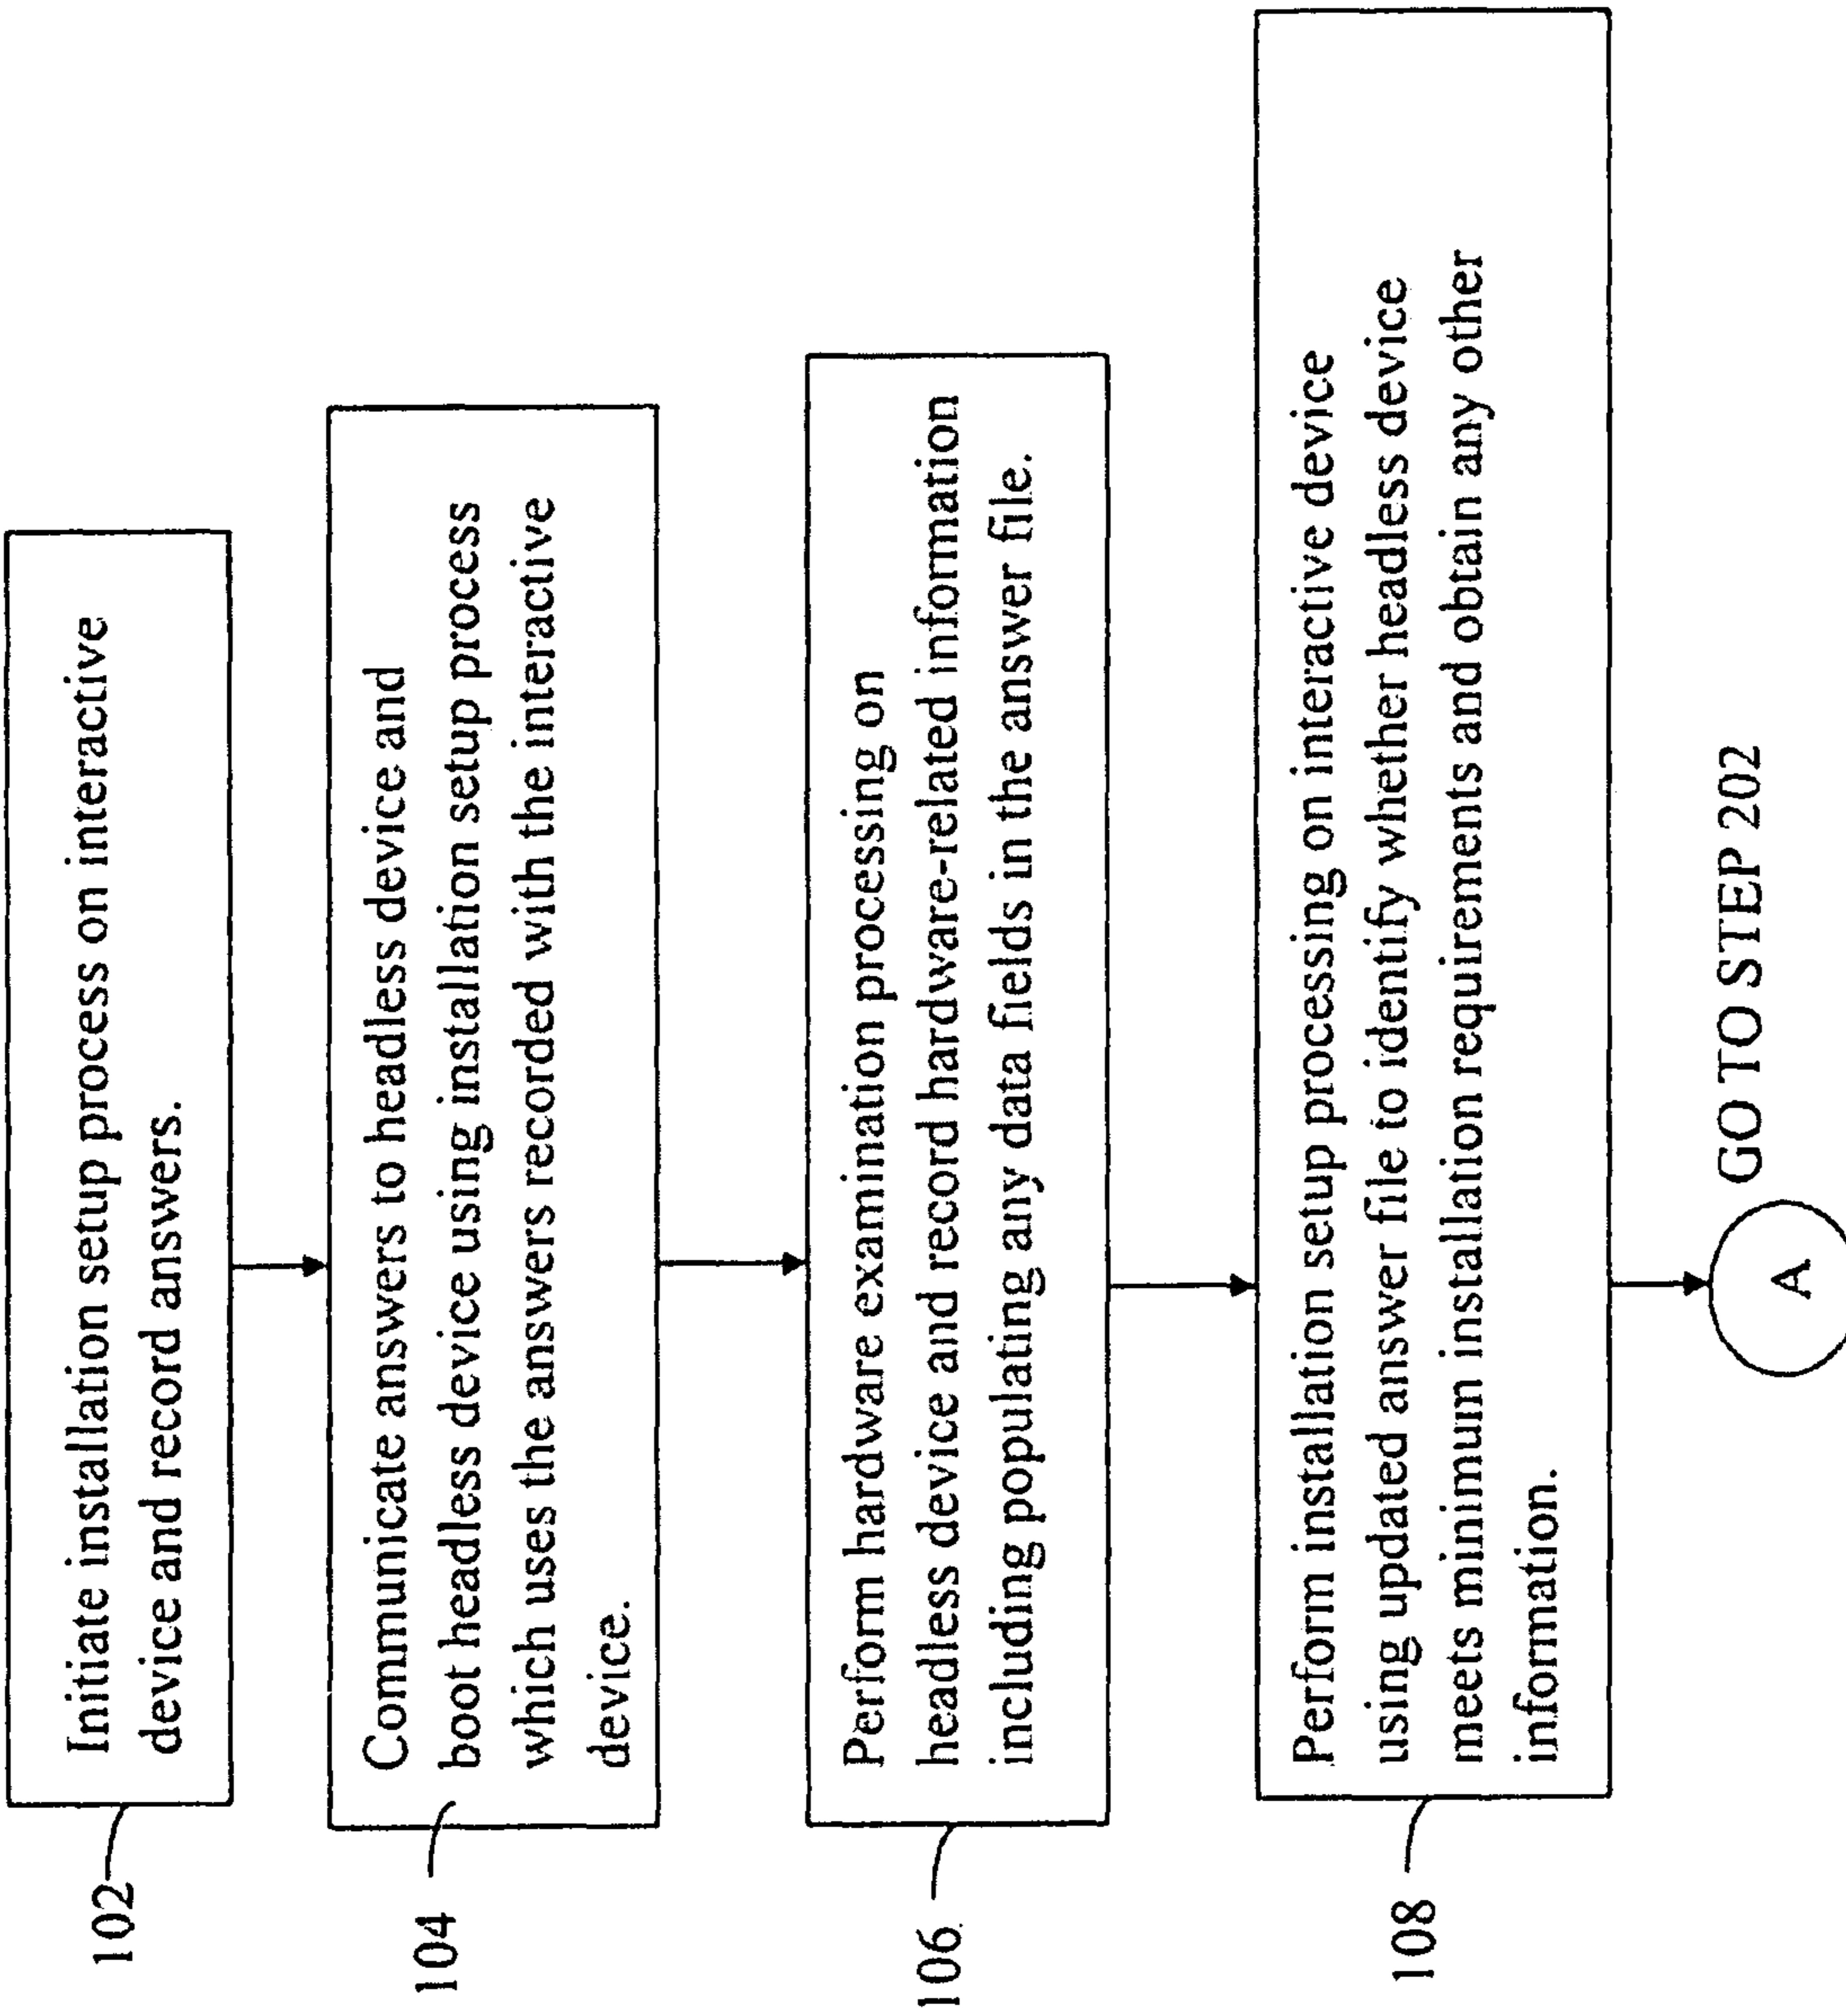 102
Initiate installation setup process on interactive
device and record answers.
104
Communicate answers to headless device and
boot headless device using installation setup process
which uses the answers recorded with the interactive
device.
106
Perform hardware examination processing on
headless device and record hardware-related information
including populating any data fields in the answer file.
108
Perform installation setup processing on interactive device
using updated answer file to identify whether headless device
meets minimum installation requirements and obtain any other
information.
A
GO TO STEP 202